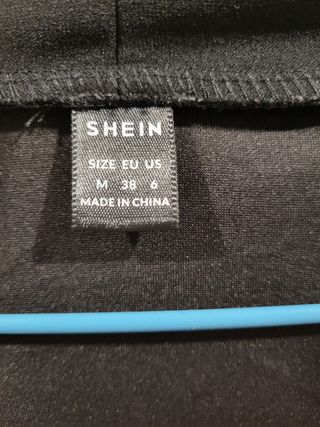 SHEIN
SIZE EU US
M 38 6
MADE IN CHINA